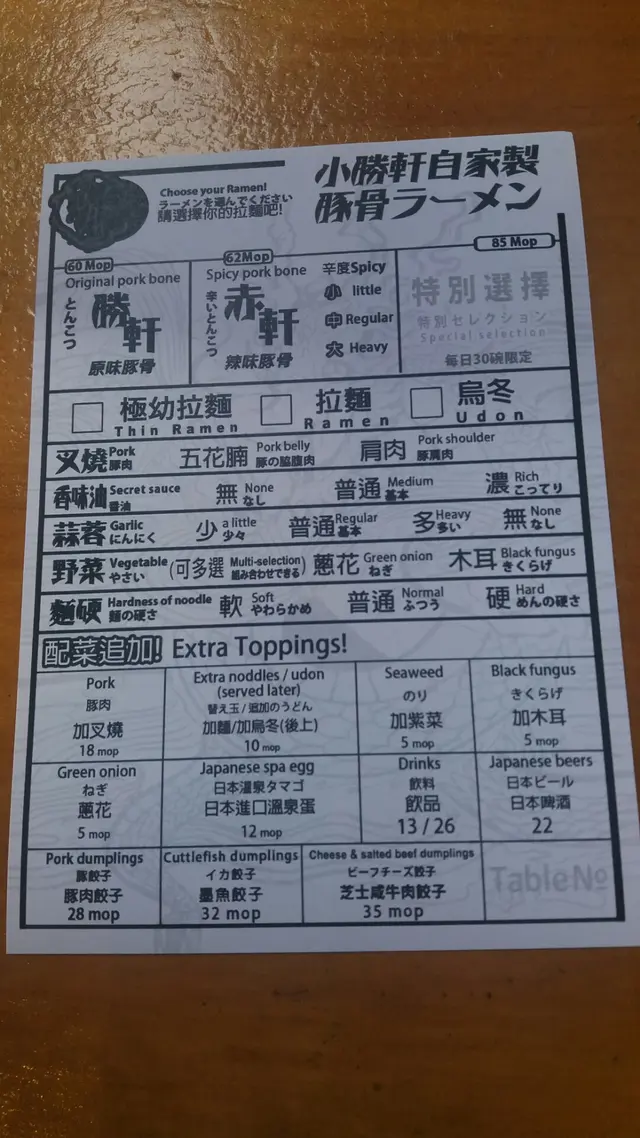 小勝軒自家製
豚骨ラーメン
Choose your Ramen!
ラーメンを選んでください
請選擇你的拉麵吧!
60 Mop
Original pork bone
とんこつ
勝軒
原味豚骨
62Mop
Spicy pork bone
辛いとんこつ
赤軒
辣味豚骨
辛度Spicy
小 little
中 Regular
大 Heavy
85 Mop
特別選擇
特別セレクション
Special selection
毎日30碗限定
極幼拉麵
Thin Ramen
拉麵
Ramen
烏冬
Udon
叉燒 Pork 豚肉 五花腩 Pork belly 豚の脇腹肉 肩肉 Pork shoulder 豚肩肉
香味油 Secret sauce 醤油 無 None なし 普通 Medium 基本 濃 Rich こってり
蒜蓉 Garlic にんにく 少 a little 少々 普通 Regular 基本 多 Heavy 多い 無 None なし
野菜 Vegetable やさい (可多選 Multi-selection 組み合わせできる) 蔥花 Green onion ねぎ 木耳 Black fungus きくらげ
麵硬 Hardness of noodle 麺の硬さ 軟 Soft やわらかめ 普通 Normal ふつう 硬 Hard めんの硬さ
配菜追加! Extra Toppings!
Pork
豚肉
加叉燒
18 mop
Extra noddles / udon
(served later)
替え玉 / 追加のうどん
加麵/加烏冬(後上)
10 mop
Seaweed
のり
加紫菜
5 mop
Black fungus
きくらげ
加木耳
5 mop
Green onion
ねぎ
蔥花
5 mop
Japanese spa egg
日本温泉タマゴ
日本進口溫泉蛋
12 mop
Drinks
飲料
飲品
13 / 26
Japanese beers
日本ビール
日本啤酒
22
Pork dumplings
豚餃子
豚肉餃子
28 mop
Cuttlefish dumplings
イカ餃子
墨魚餃子
32 mop
Cheese & salted beef dumplings
ビーフチーズ餃子
芝士咸牛肉餃子
35 mop
TableNo